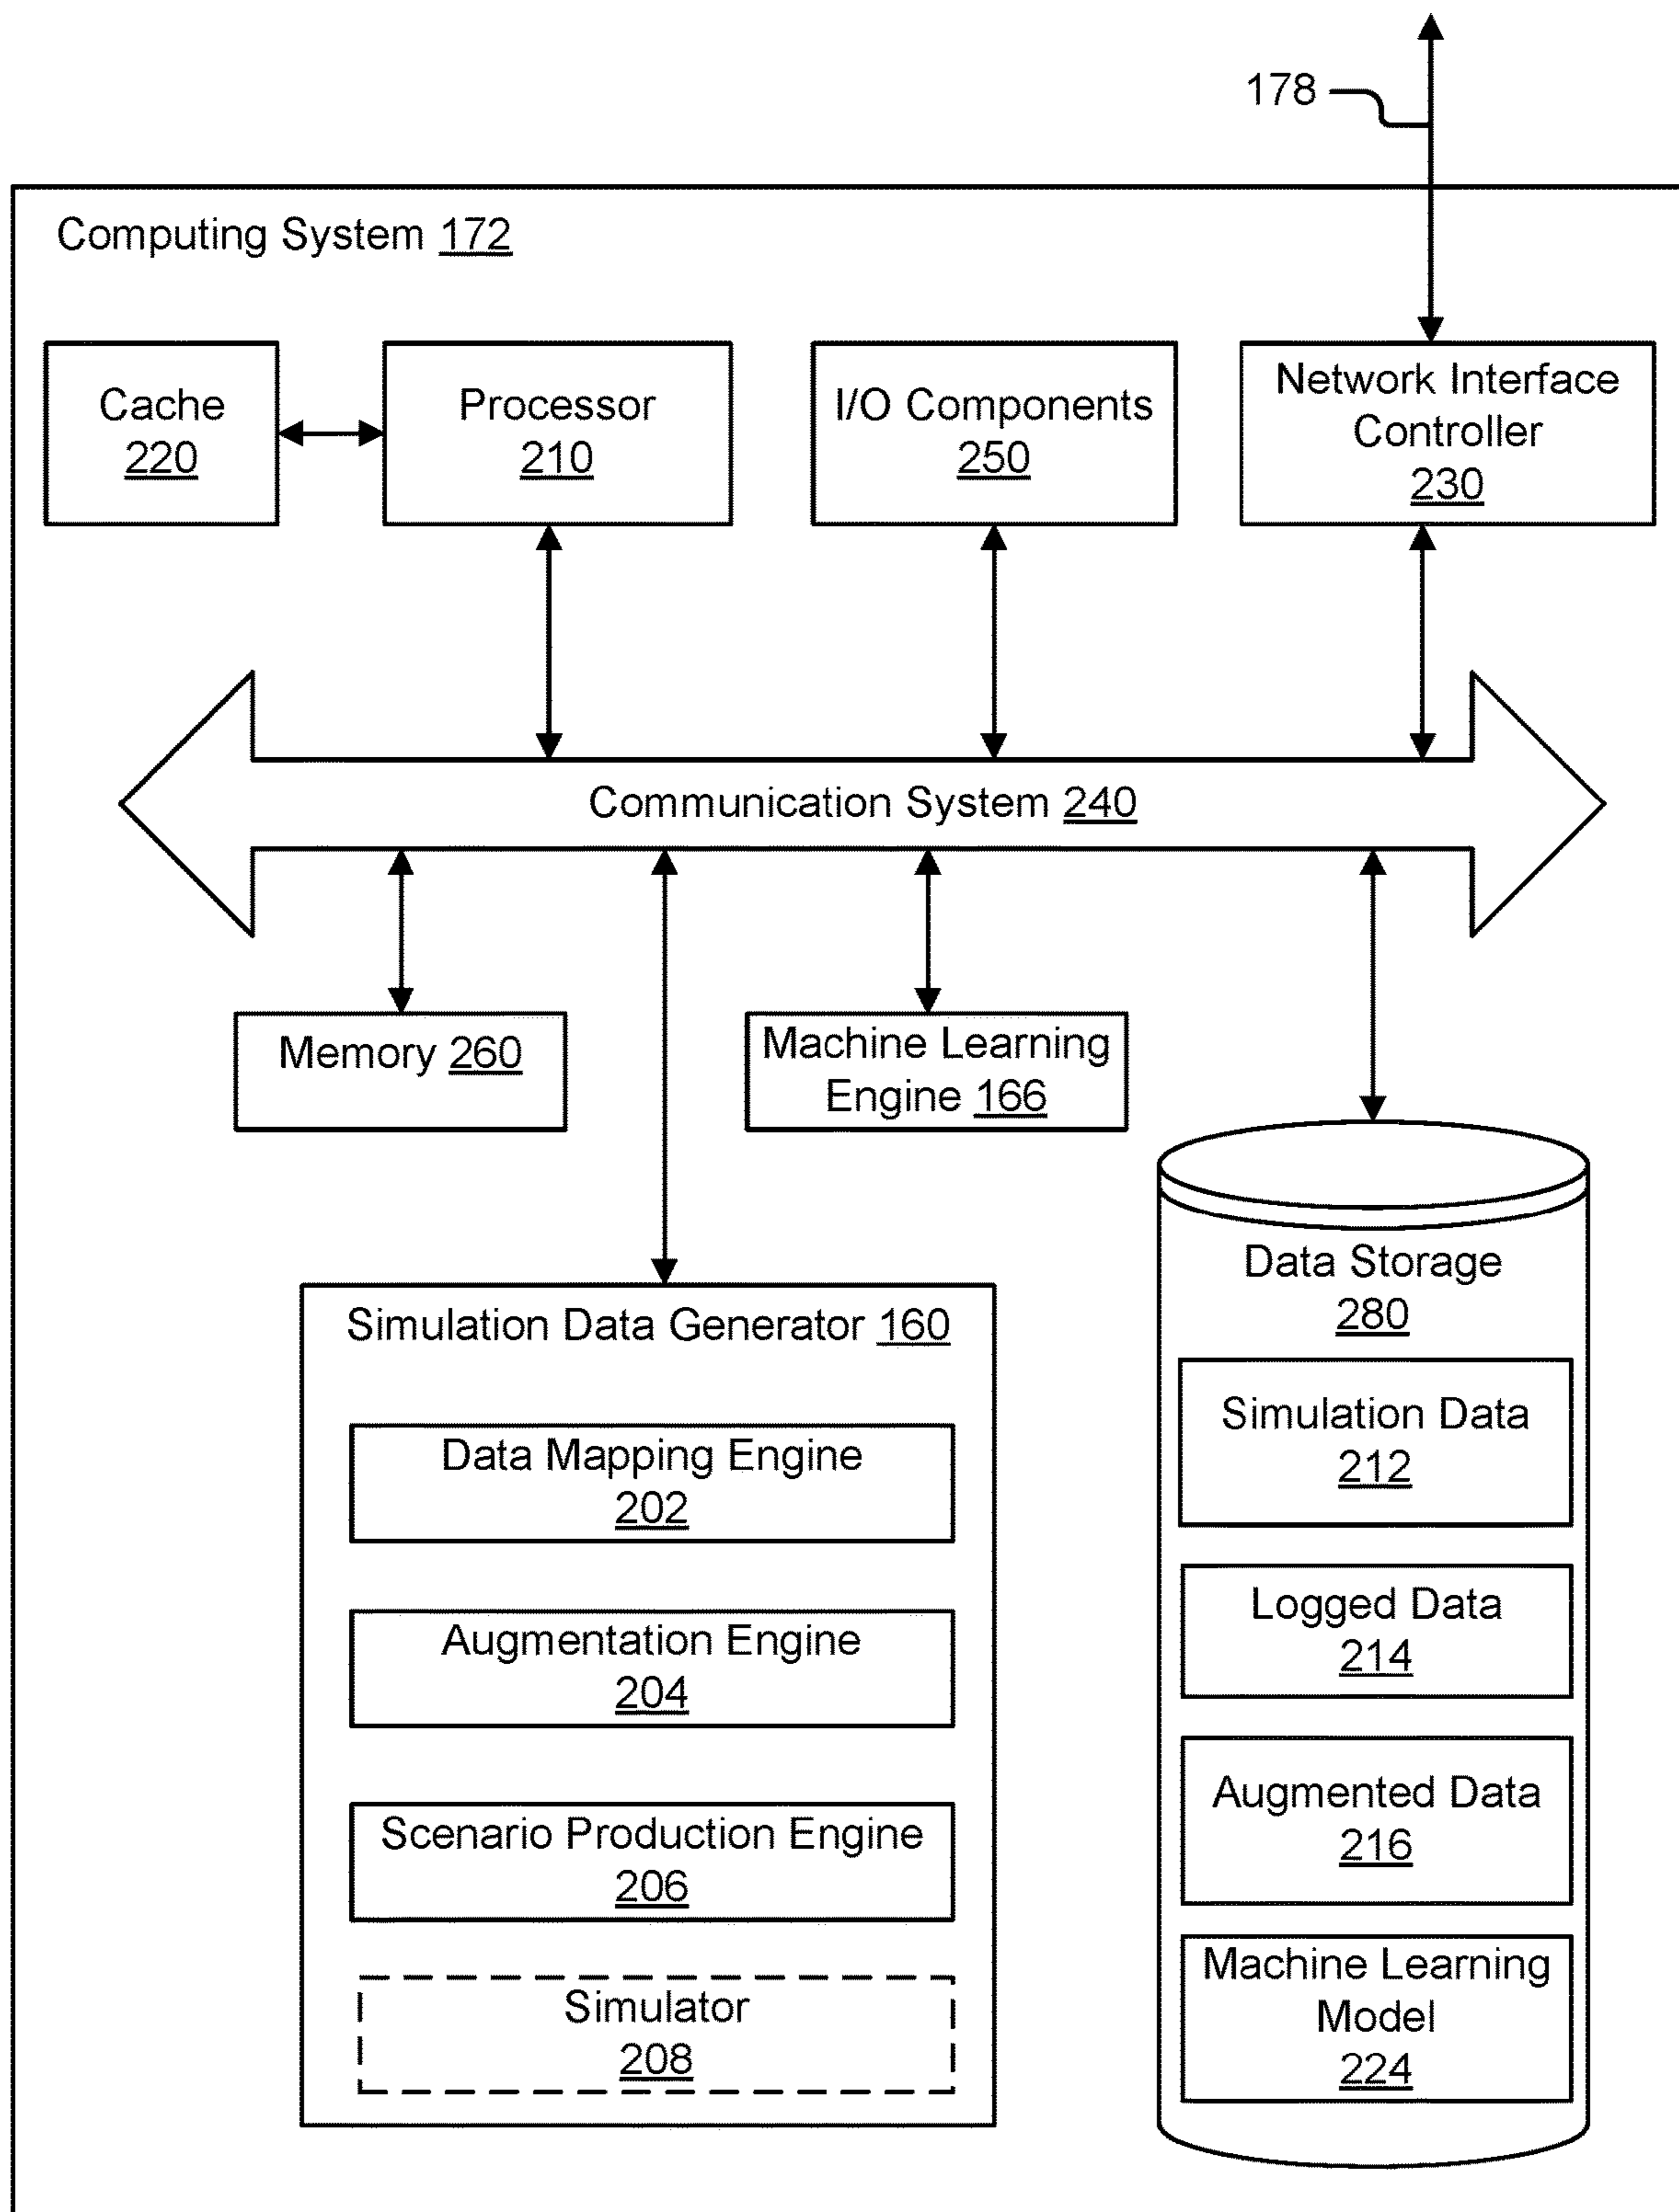 178
Computing System 172
Cache
220
Processor
210
I/O Components
250
Network Interface
Controller
230
Communication System 240
Memory 260
Machine Learning
Engine 166
Simulation Data Generator 160
Data Mapping Engine
202
Augmentation Engine
204
Scenario Production Engine
206
Simulator
208
Data Storage
280
Simulation Data
212
Logged Data
214
Augmented Data
216
Machine Learning
Model
224